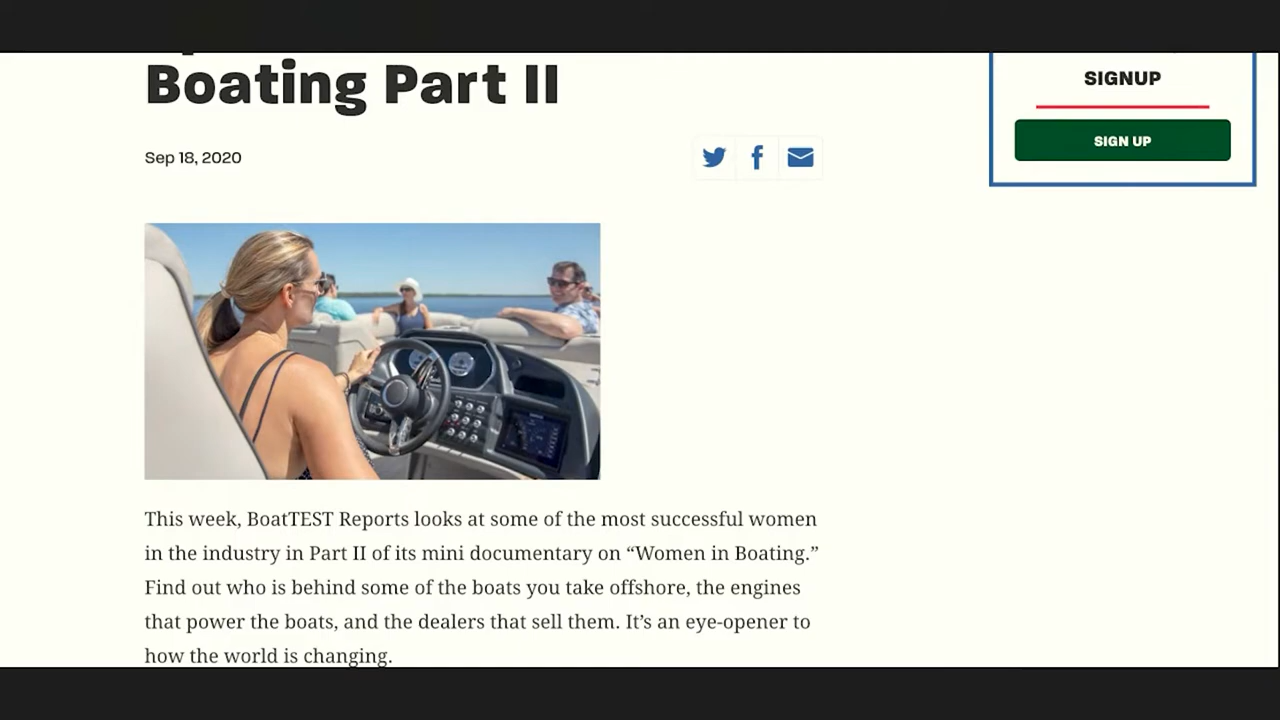 Boating Part II
SIGNUP
SIGN UP
Sep 18, 2020
This week, BoatTEST Reports looks at some of the most successful women
in the industry in Part II of its mini documentary on “Women in Boating.”
Find out who is behind some of the boats you take offshore, the engines
that power the boats, and the dealers that sell them. It’s an eye-opener to
how the world is changing.